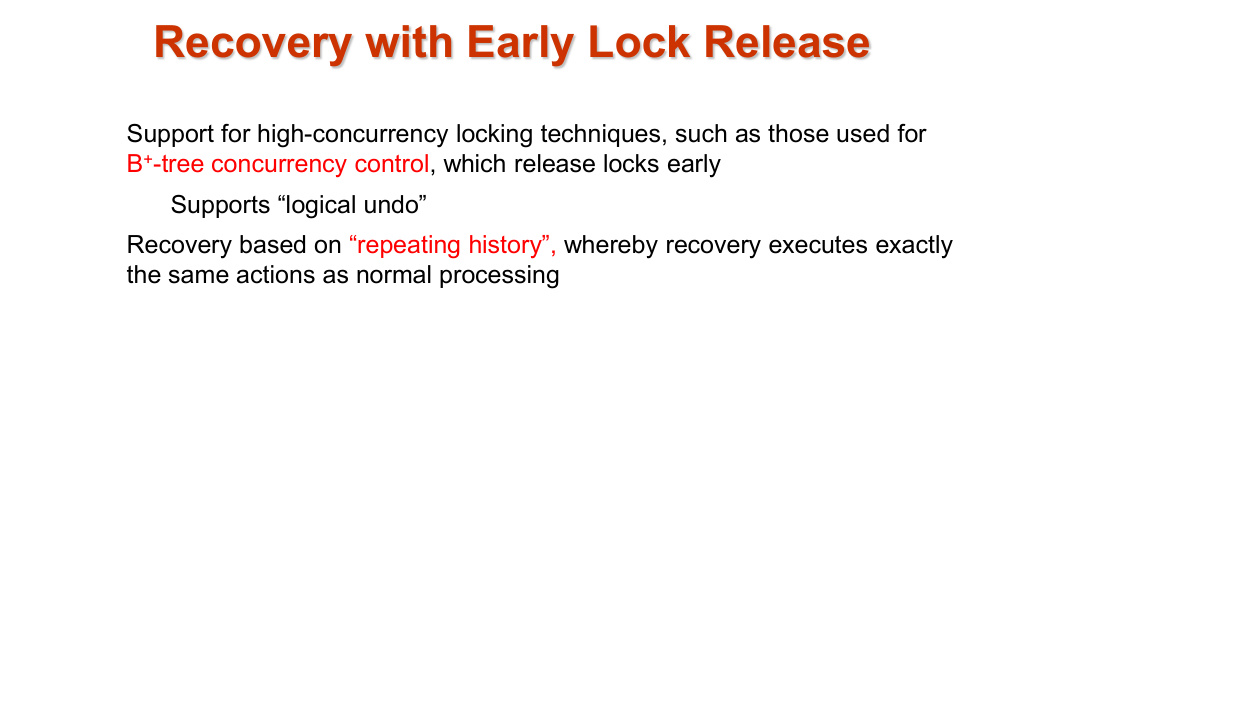 Recovery with Early Lock Release
Support for high-concurrency locking techniques, such as those used for
B+-tree concurrency control, which release locks early
Supports “logical undo”
Recovery based on “repeating history”, whereby recovery executes exactly
the same actions as normal processing